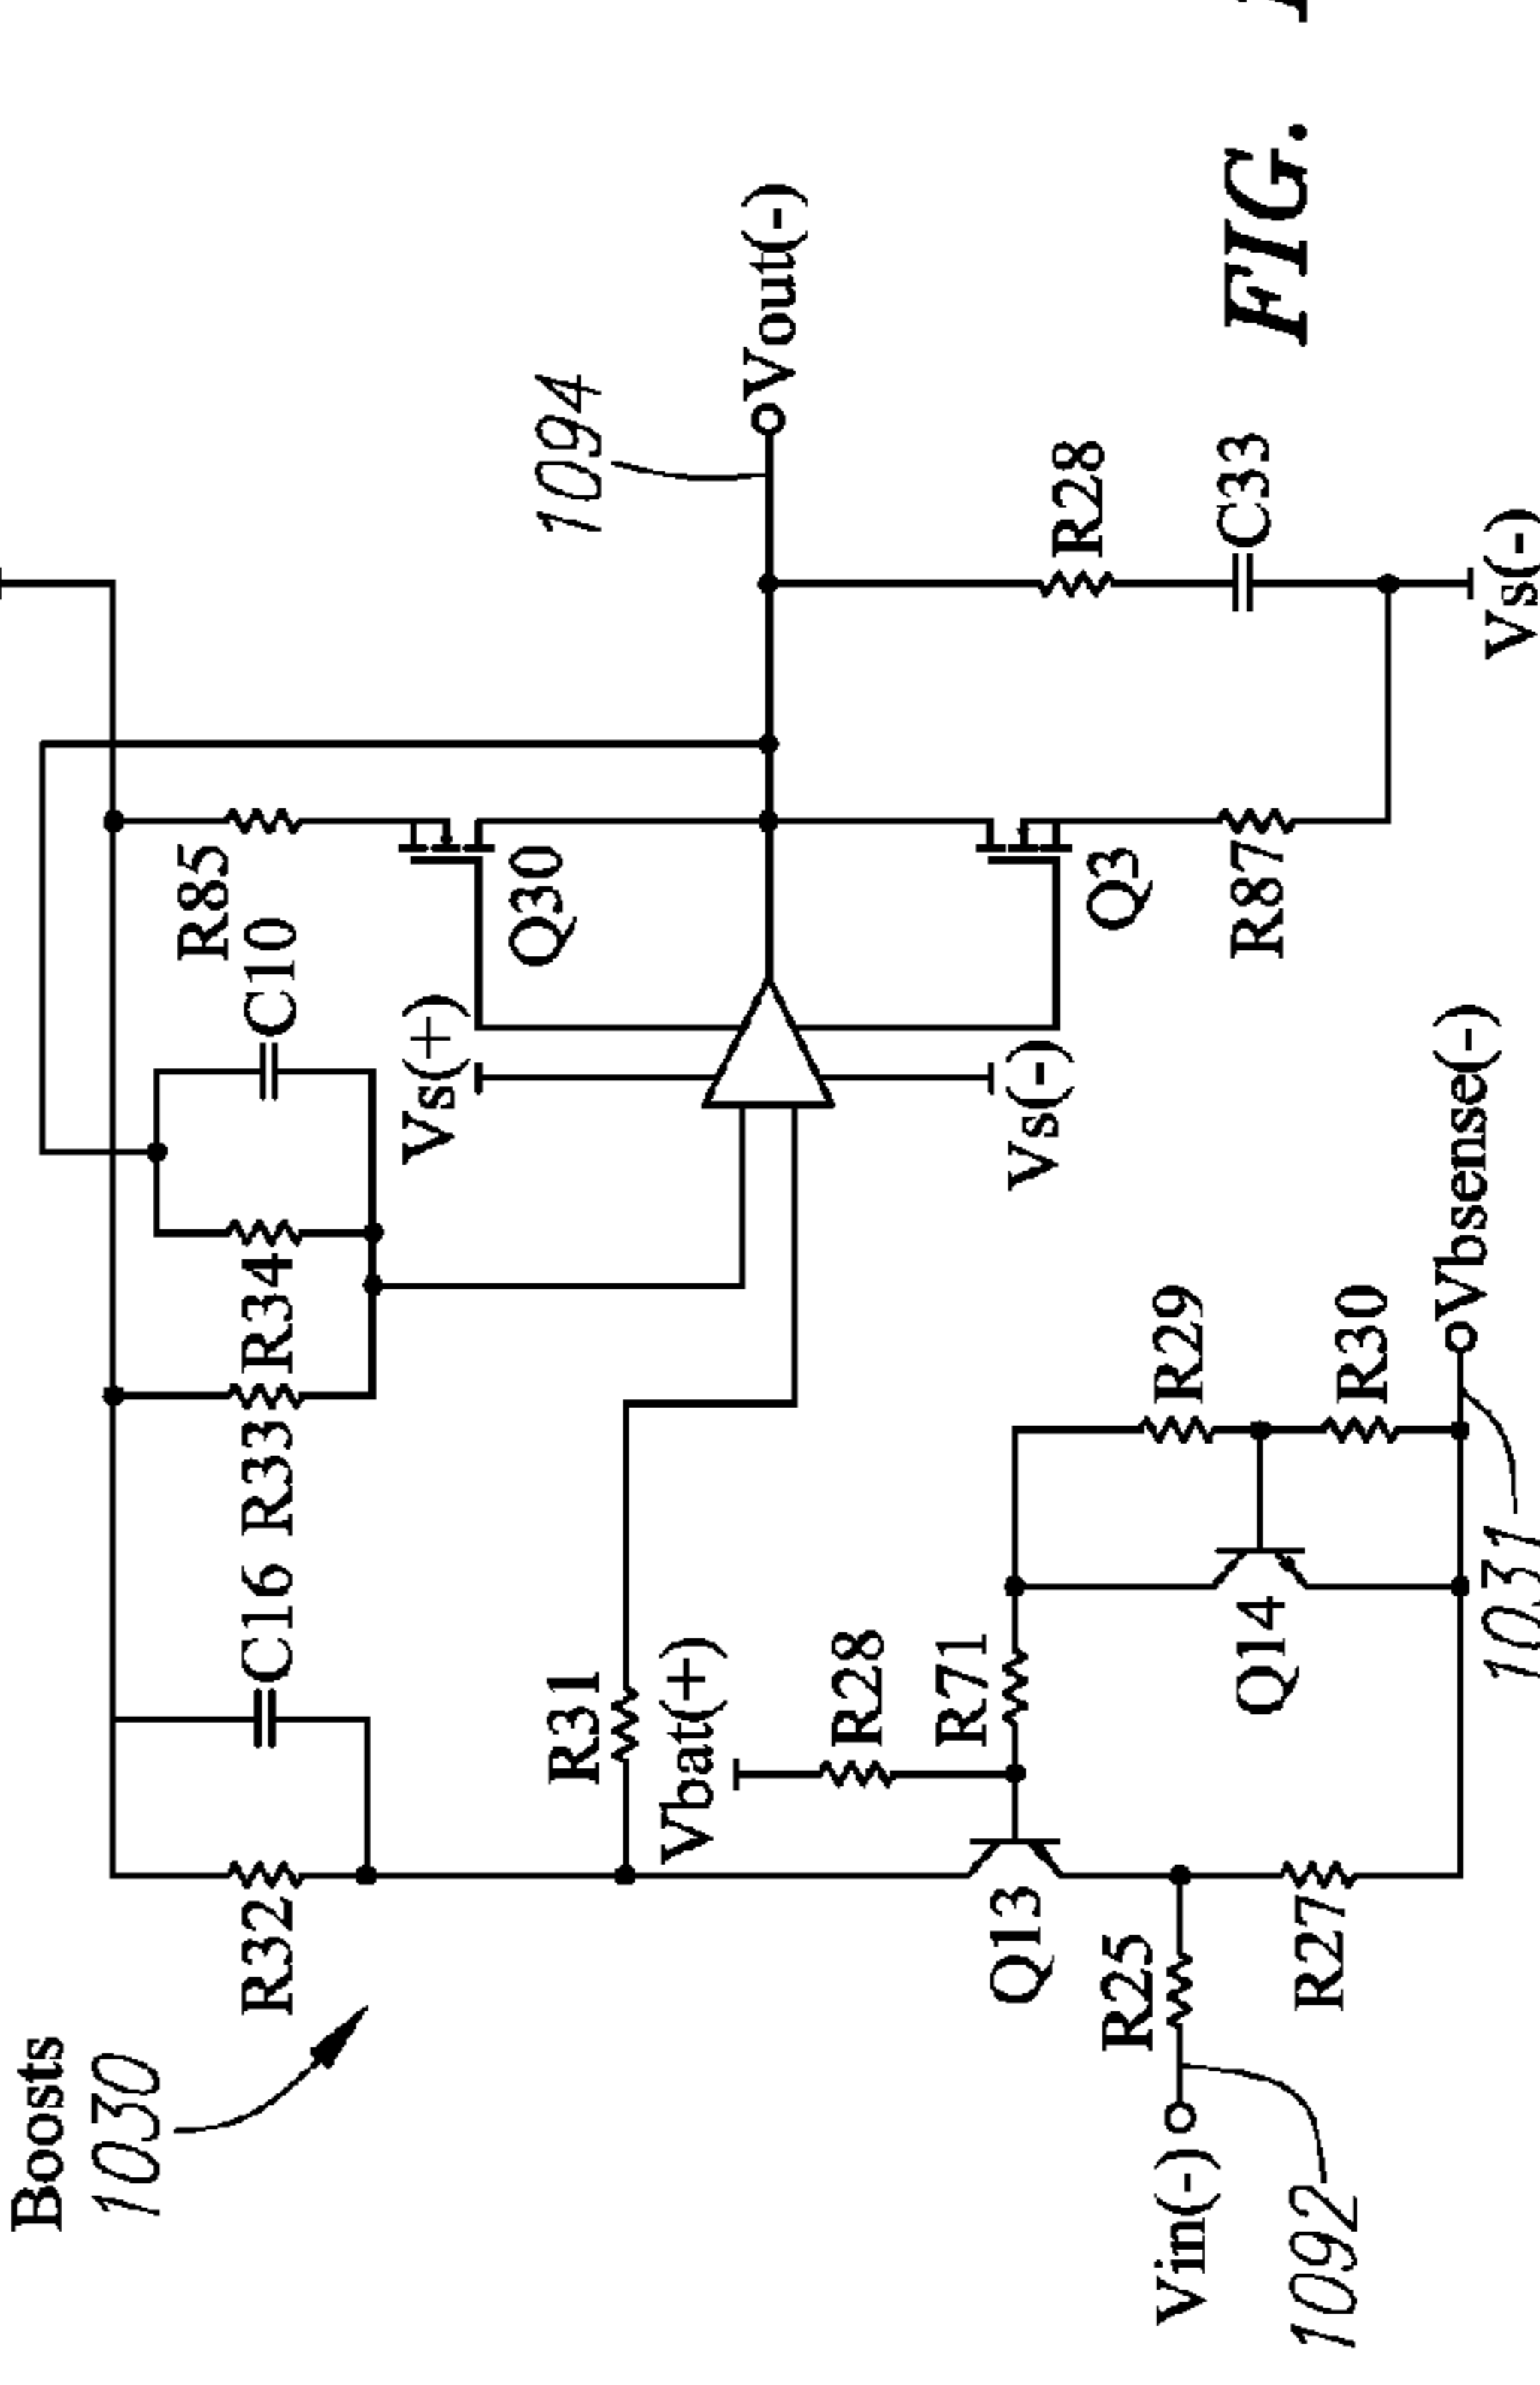 Boosts
1030
R32
C16
R33
R34
C10
R85
Vs(+)
Q30
1094
Vout(-)
R31
Vbat(+)
R28
R71
Q13
Vs(-)
Q3
R87
R28
C33
Vs(-)
R29
R30
Q14
Vbsense(-)
1031
R25
R27
Vin(-)
1092
FIG.